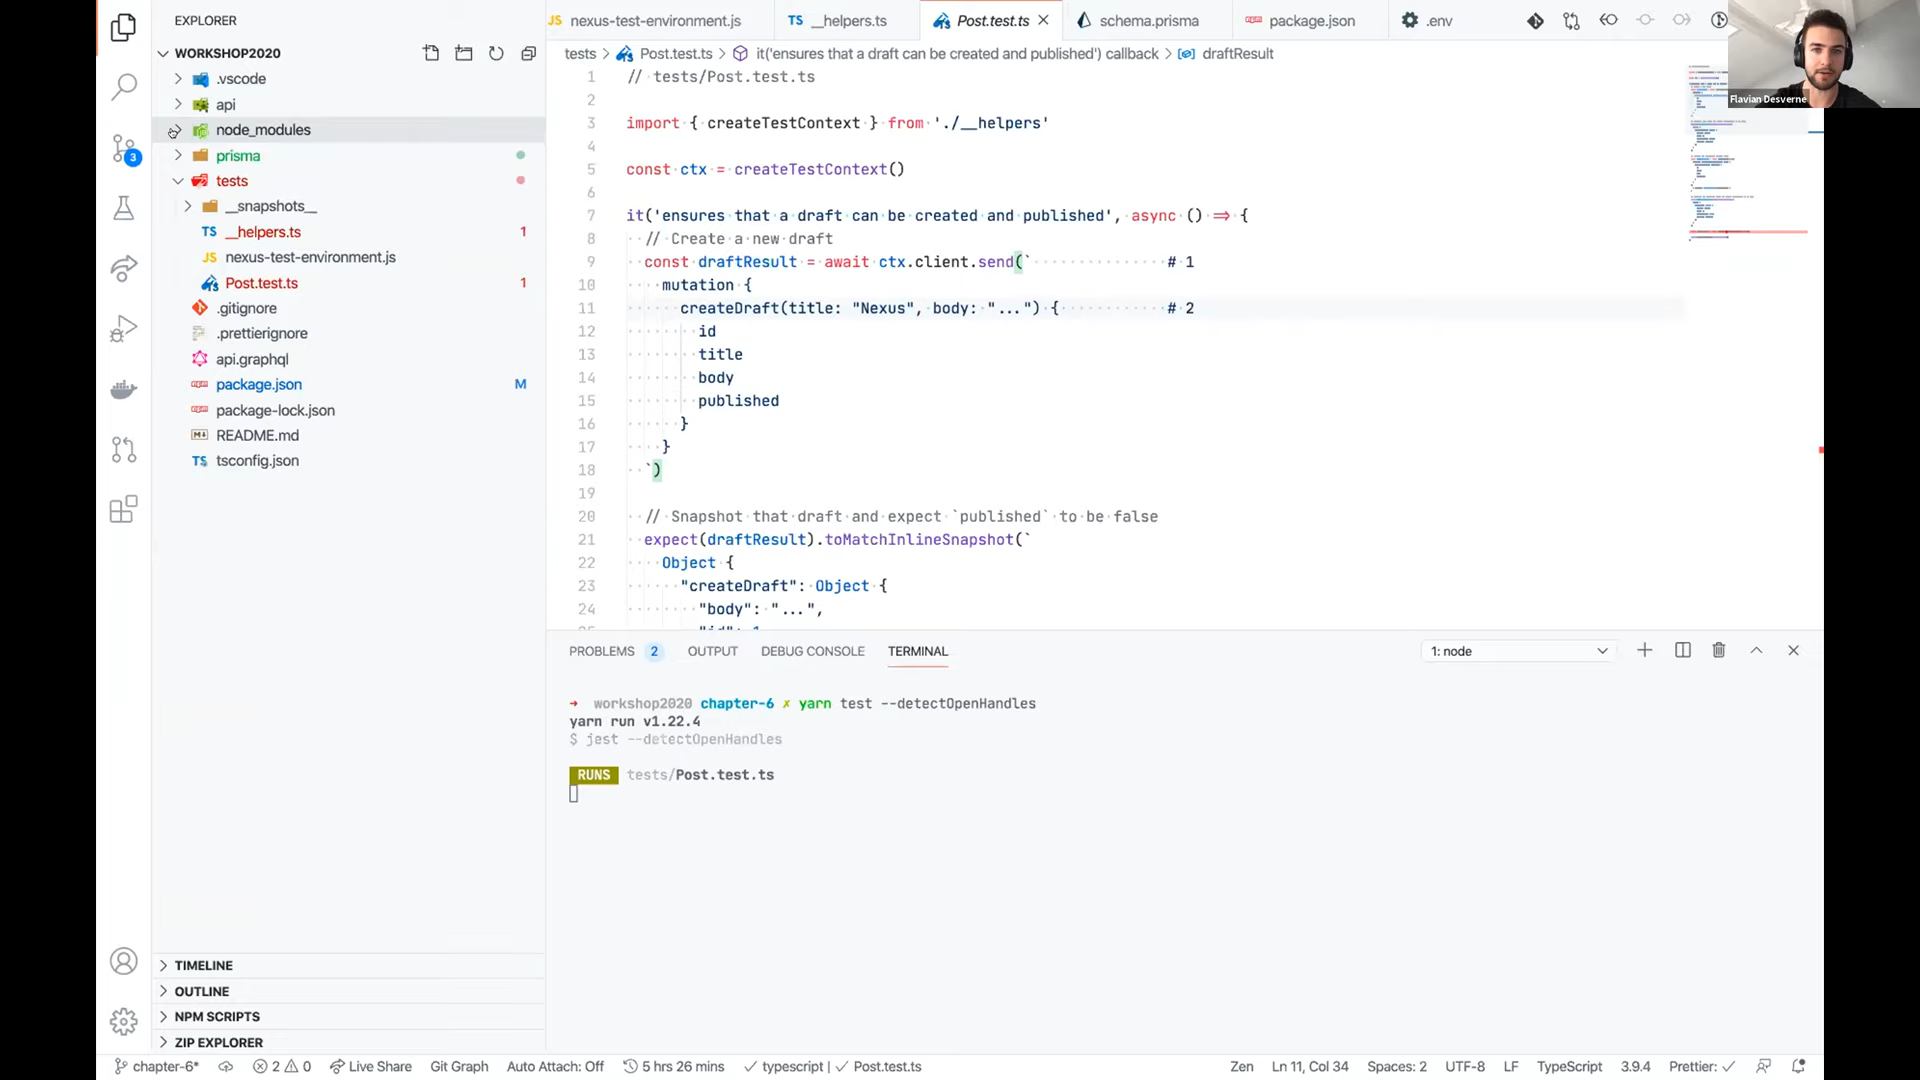 EXPLORER
WORKSHOP2020
.vscode
api
node_modules
prisma
tests
__snapshots__
TS __helpers.ts 1
JS nexus-test-environment.js
Post.test.ts 1
.gitignore
.prettierignore
api.graphql
package.json M
package-lock.json
README.md
TS tsconfig.json
3
TIMELINE
OUTLINE
NPM SCRIPTS
ZIP EXPLORER
JS nexus-test-environment.js TS __helpers.ts Post.test.ts schema.prisma package.json .env
tests > Post.test.ts > it('ensures that a draft can be created and published') callback > draftResult
1 // tests/Post.test.ts
2
3 import { createTestContext } from './__helpers'
4
5 const ctx = createTestContext()
6
7 it('ensures that a draft can be created and published', async () => {
8 // Create a new draft
9 const draftResult = await ctx.client.send(` # 1
10 mutation {
11 createDraft(title: "Nexus", body: "...") { # 2
12 id
13 title
14 body
15 published
16 }
17 }
18 `)
19
20 // Snapshot that draft and expect `published` to be false
21 expect(draftResult).toMatchInlineSnapshot(`
22 Object {
23 "createDraft": Object {
24 "body": "...",
Flavian Desverne
PROBLEMS 2 OUTPUT DEBUG CONSOLE TERMINAL 1: node
→ workshop2020 chapter-6 ✗ yarn test --detectOpenHandles
yarn run v1.22.4
$ jest --detectOpenHandles
RUNS tests/Post.test.ts
chapter-6* 2 0 Live Share Git Graph Auto Attach: Off 5 hrs 26 mins ✓ typescript | ✓ Post.test.ts Zen Ln 11, Col 34 Spaces: 2 UTF-8 LF TypeScript 3.9.4 Prettier: ✓